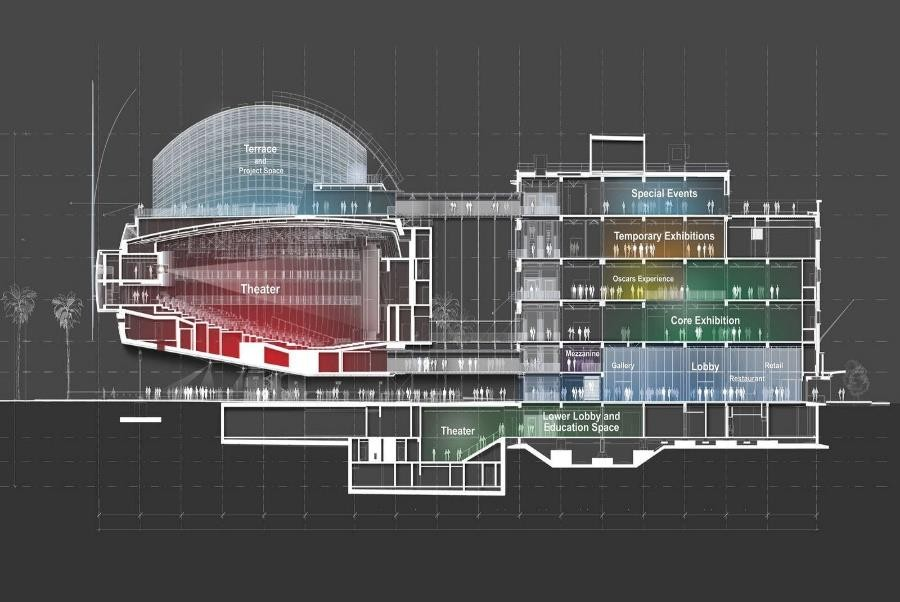 Terrace
and
Project Space
Special Events
Temporary Exhibitions
Oscars Experience
Theater
Core Exhibition
Mezzanine
Gallery
Lobby
Retail
Restaurant
Theater
Lower Lobby and
Education Space